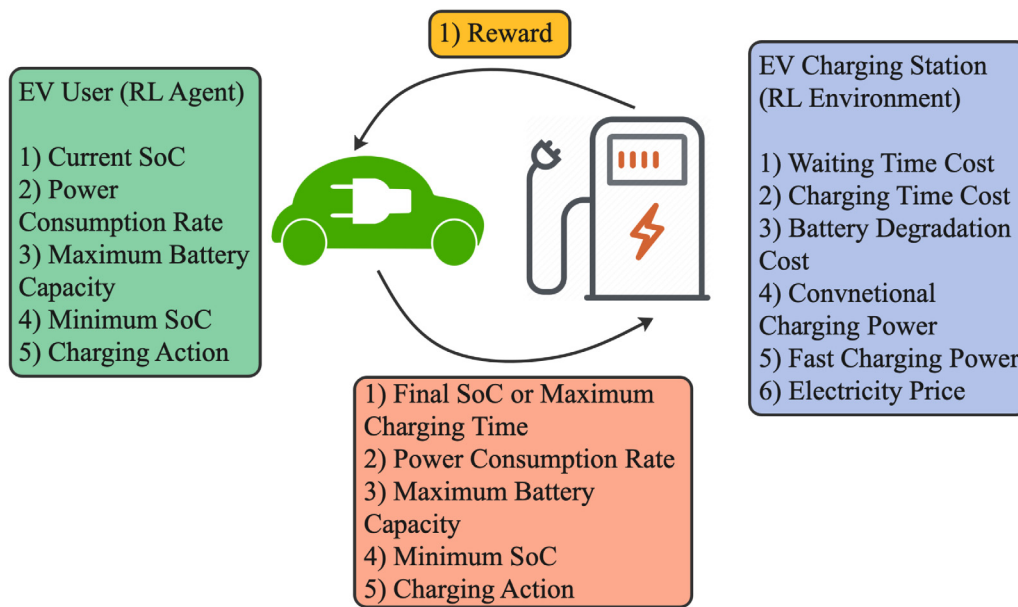 1) Reward
EV User (RL Agent)
1) Current SoC
2) Power
Consumption Rate
3) Maximum Battery
Capacity
4) Minimum SoC
5) Charging Action
EV Charging Station
(RL Environment)
1) Waiting Time Cost
2) Charging Time Cost
3) Battery Degradation
Cost
4) Convnetional
Charging Power
5) Fast Charging Power
6) Electricity Price
1) Final SoC or Maximum
Charging Time
2) Power Consumption Rate
3) Maximum Battery
Capacity
4) Minimum SoC
5) Charging Action